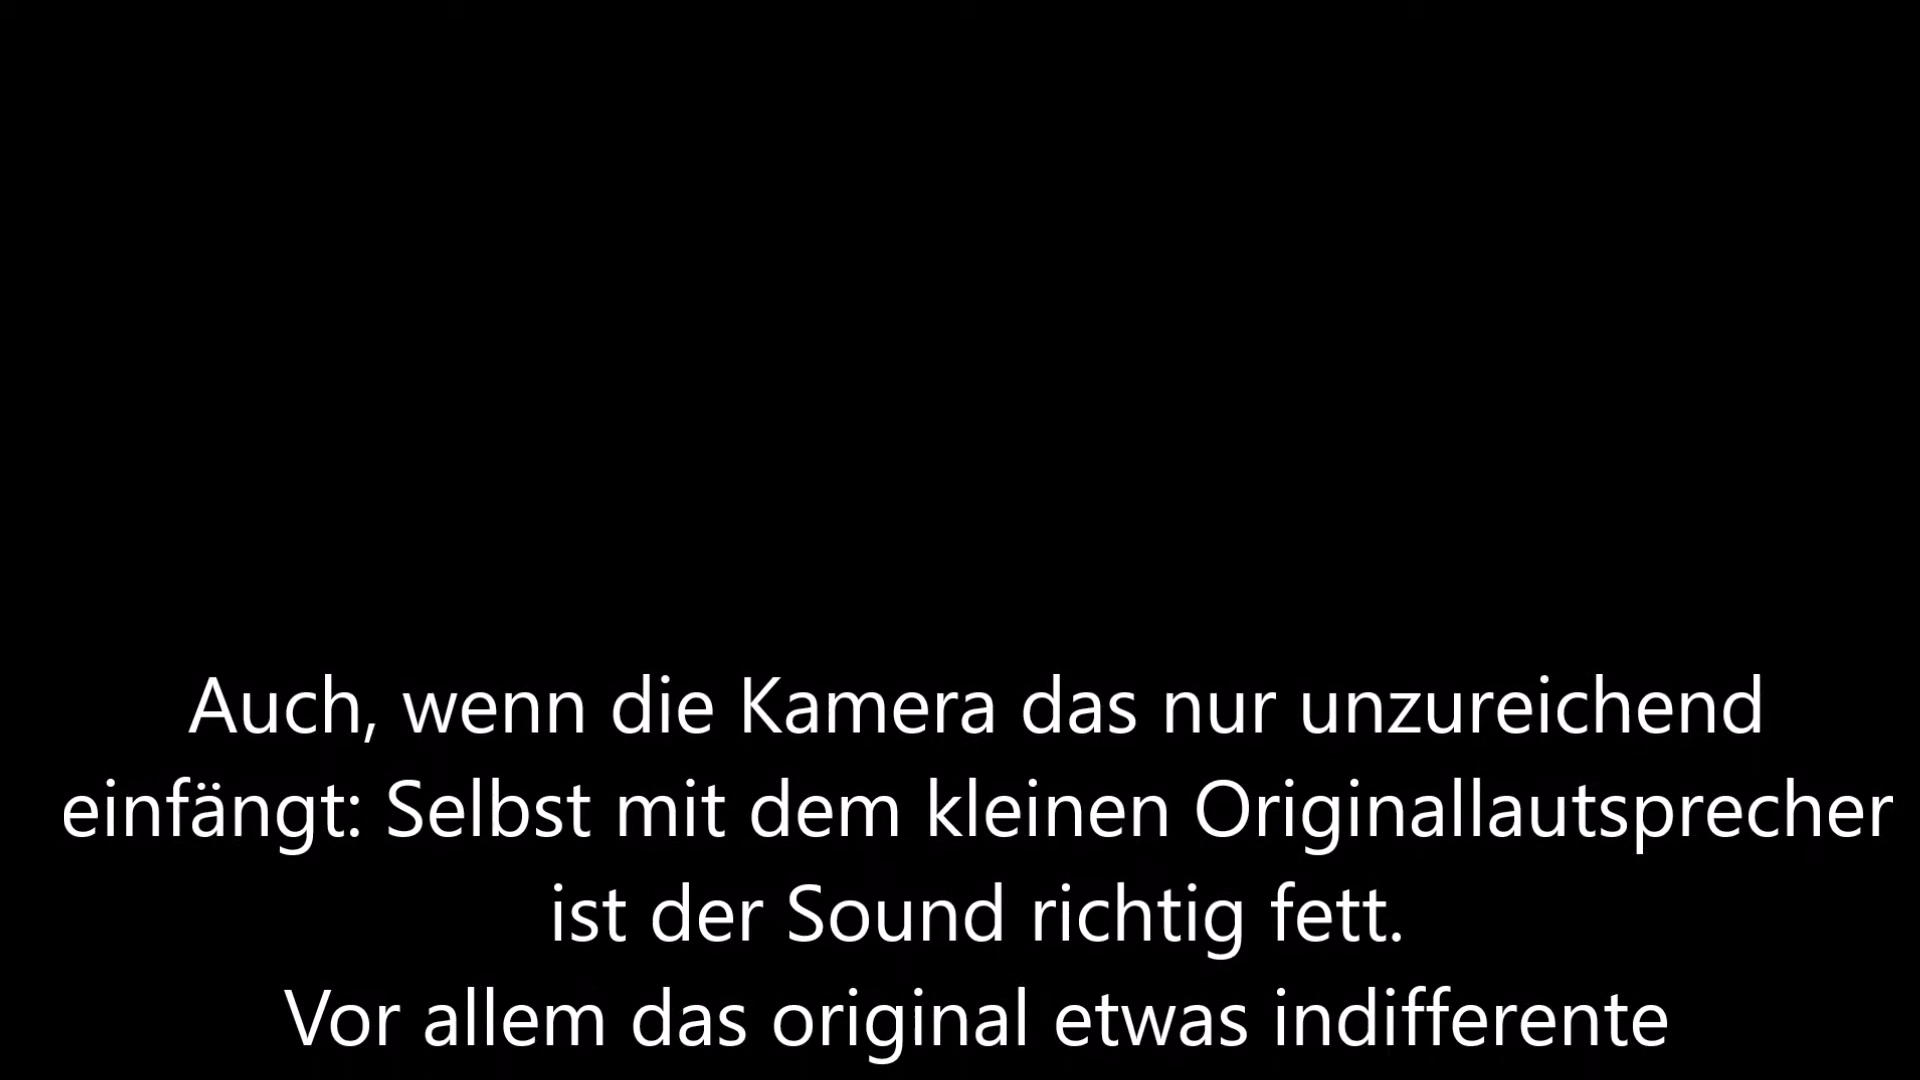 Auch, wenn die Kamera das nur unzureichend
einfängt: Selbst mit dem kleinen Originallautsprecher
ist der Sound richtig fett.
Vor allem das original etwas indifferente